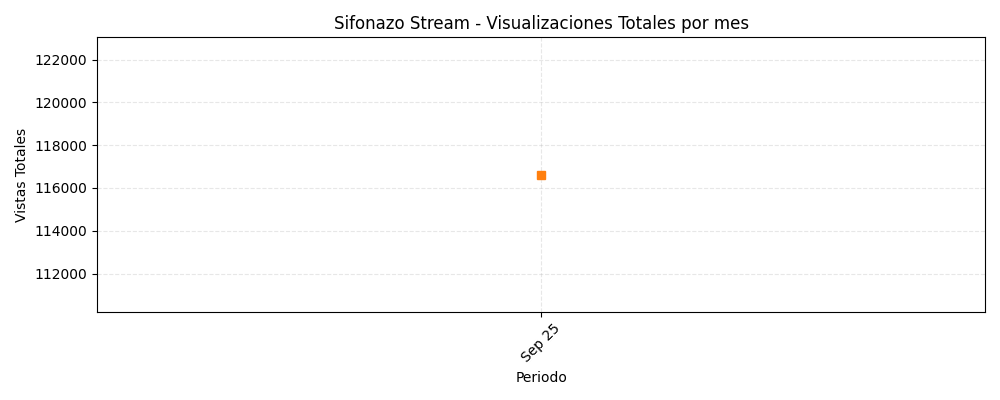 Sifonazo Stream - Visualizaciones Totales por mes
Vistas Totales
122000
120000
118000
116000
114000
112000
Sep 25
Periodo